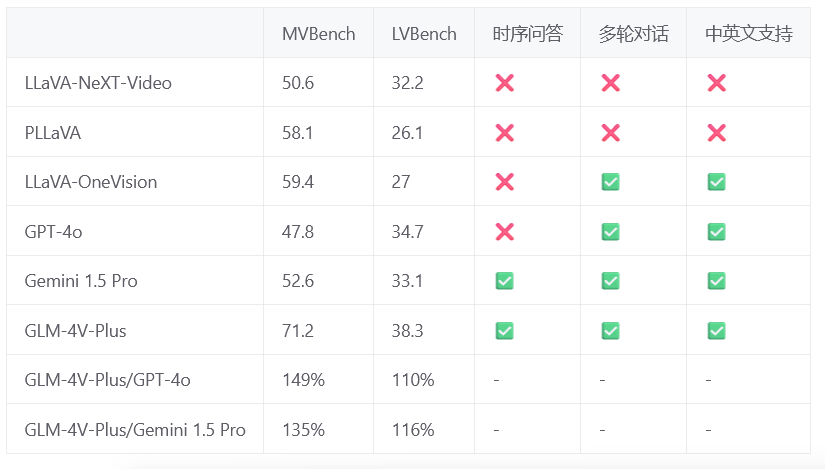 MVBench LVBench 时序问答 多轮对话 中英文支持
LLaVA-NeXT-Video 50.6 32.2 ❌ ❌ ❌
PLLaVA 58.1 26.1 ❌ ❌ ❌
LLaVA-OneVision 59.4 27 ❌ ✅ ✅
GPT-4o 47.8 34.7 ❌ ✅ ✅
Gemini 1.5 Pro 52.6 33.1 ✅ ✅ ✅
GLM-4V-Plus 71.2 38.3 ✅ ✅ ✅
GLM-4V-Plus/GPT-4o 149% 110% - - -
GLM-4V-Plus/Gemini 1.5 Pro 135% 116% - - -